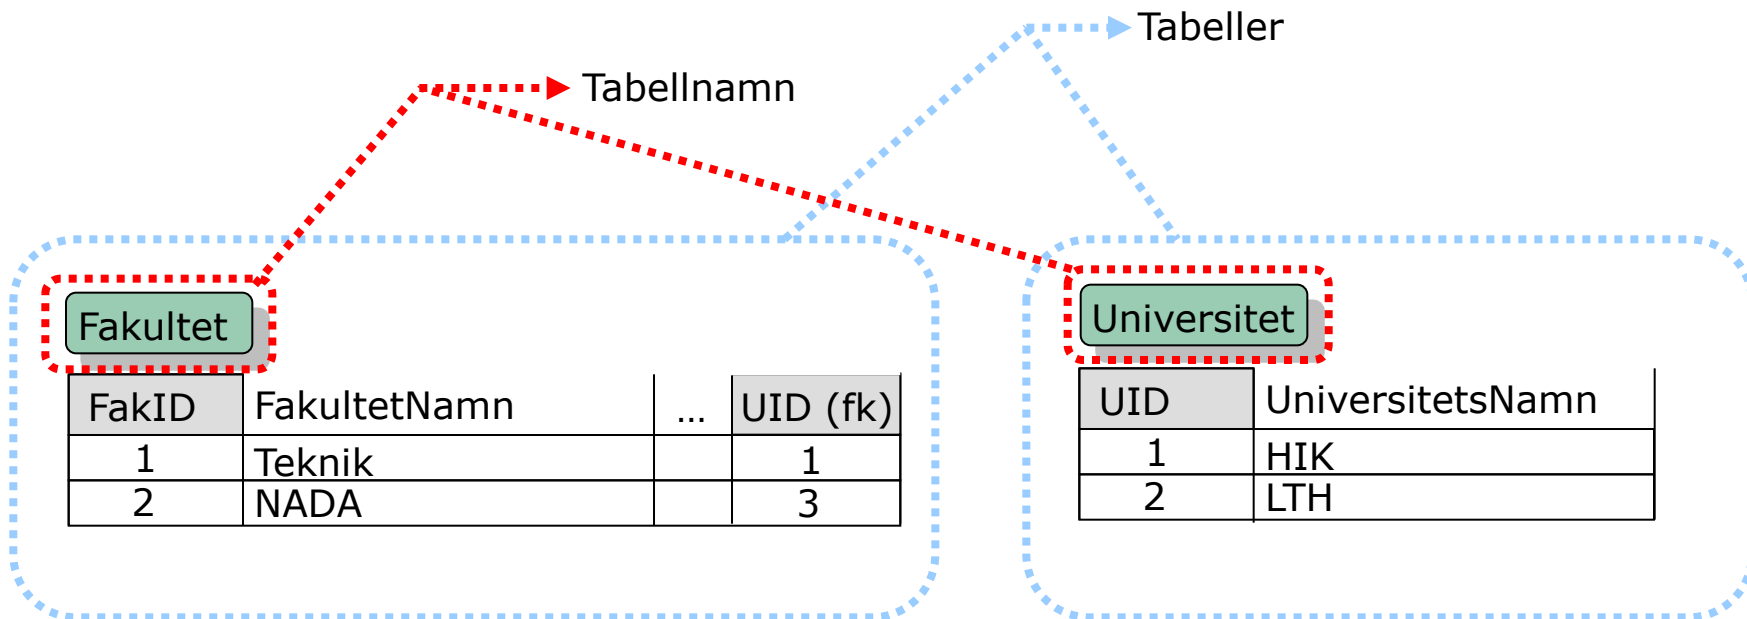 Tabeller
Tabellnamn
Fakultet
FakID FakultetNamn ... UID (fk)
1 Teknik 1
2 NADA 3
Universitet
UID UniversitetsNamn
1 HIK
2 LTH